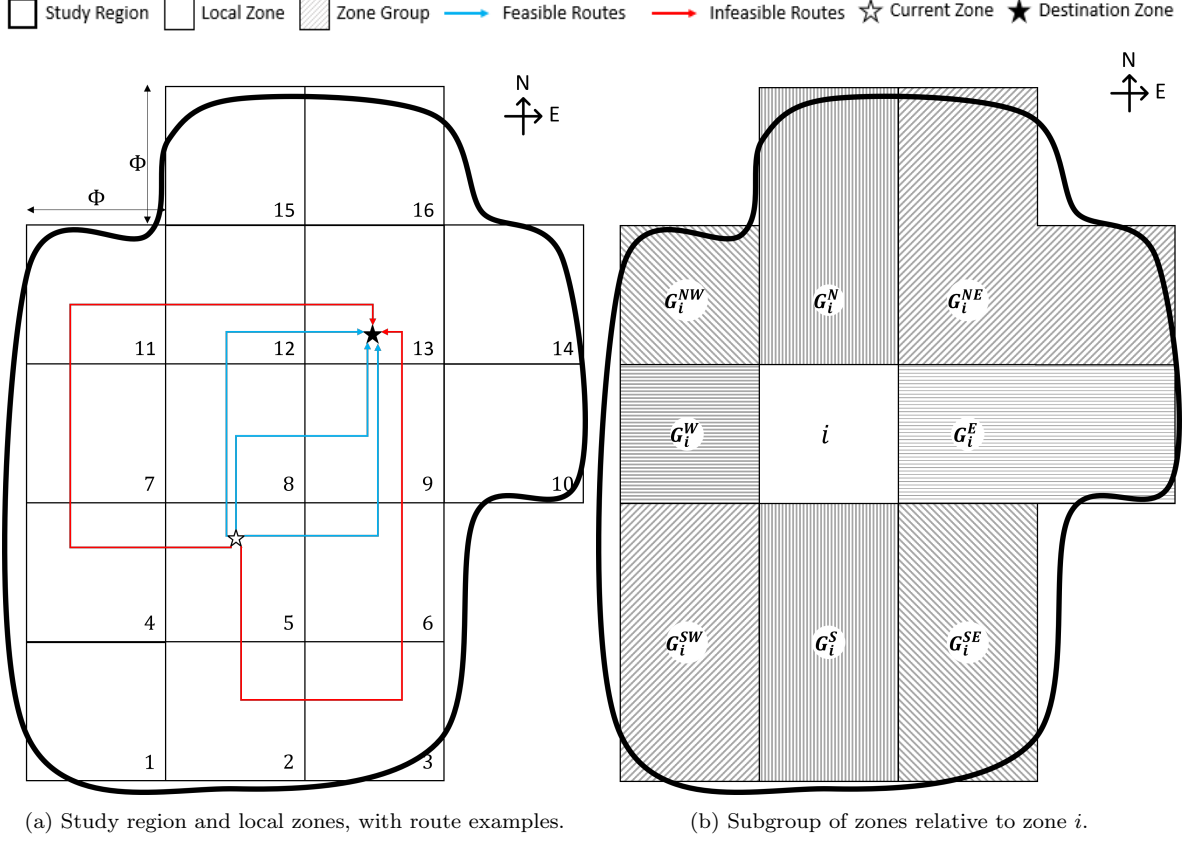 Study Region Local Zone Zone Group Feasible Routes Infeasible Routes Current Zone Destination Zone
N
E
Φ
Φ
15 16
11 12 13 14
7 8 9 10
4 5 6
1 2 3
(a) Study region and local zones, with route examples.
N
E
G_i^{NW} G_i^N G_i^{NE}
G_i^W i G_i^E
G_i^{SW} G_i^S G_i^{SE}
(b) Subgroup of zones relative to zone i.